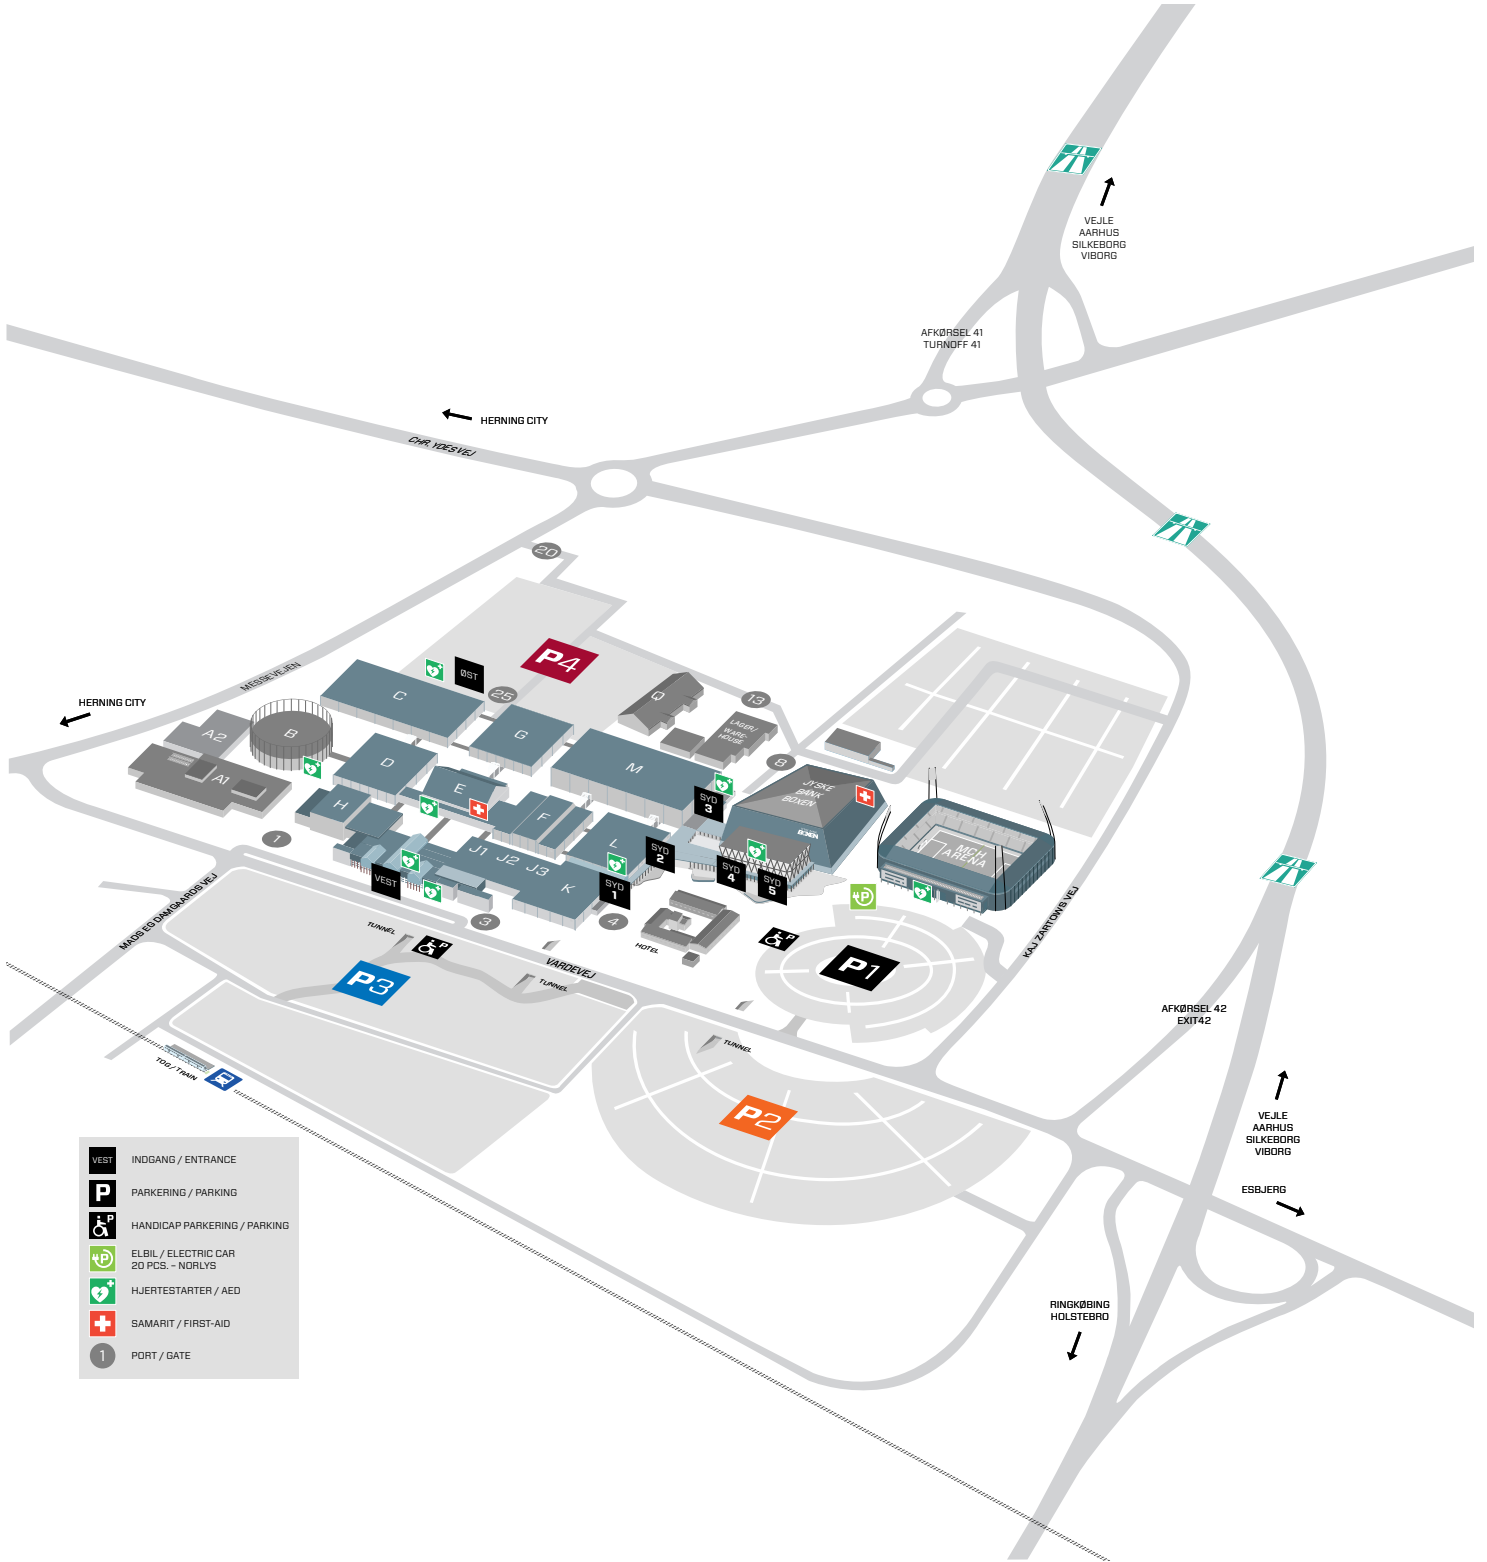 VEJLE
AARHUS
SILKEBORG
VIBORG
AFKØRSEL 41
TURNOFF 41
HERNING CITY
CHR. YDESVEJ
20
MESSEVEJEN
P4
ØST
25
C
Q
13
HERNING CITY
LAGER/
WARE-
HOUSE
A2
B
G
D
M
8
A1
E
JYSKE
BANK
BOXEN
H
SYD
3
F
BOXEN
1
L
J1
J2
J3
SYD
2
MCH
ARENA
SYD
4
SYD
5
VEST
K
SYD
1
MADS EG DAMGAARDS VEJ
3
4
KAJ ZARTOWS VEJ
TUNNEL
P
HOTEL
P
P
VARDEVEJ
P1
P3
TUNNEL
AFKØRSEL 42
EXIT42
TUNNEL
TOG / TRAIN
P2
VEJLE
AARHUS
SILKEBORG
VIBORG
ESBJERG
RINGKØBING
HOLSTEBRO
VEST INDGANG / ENTRANCE
P PARKERING / PARKING
P HANDICAP PARKERING / PARKING
P ELBIL / ELECTRIC CAR
20 PCS. – NORLYS
HJERTESTARTER / AED
SAMARIT / FIRST-AID
1 PORT / GATE